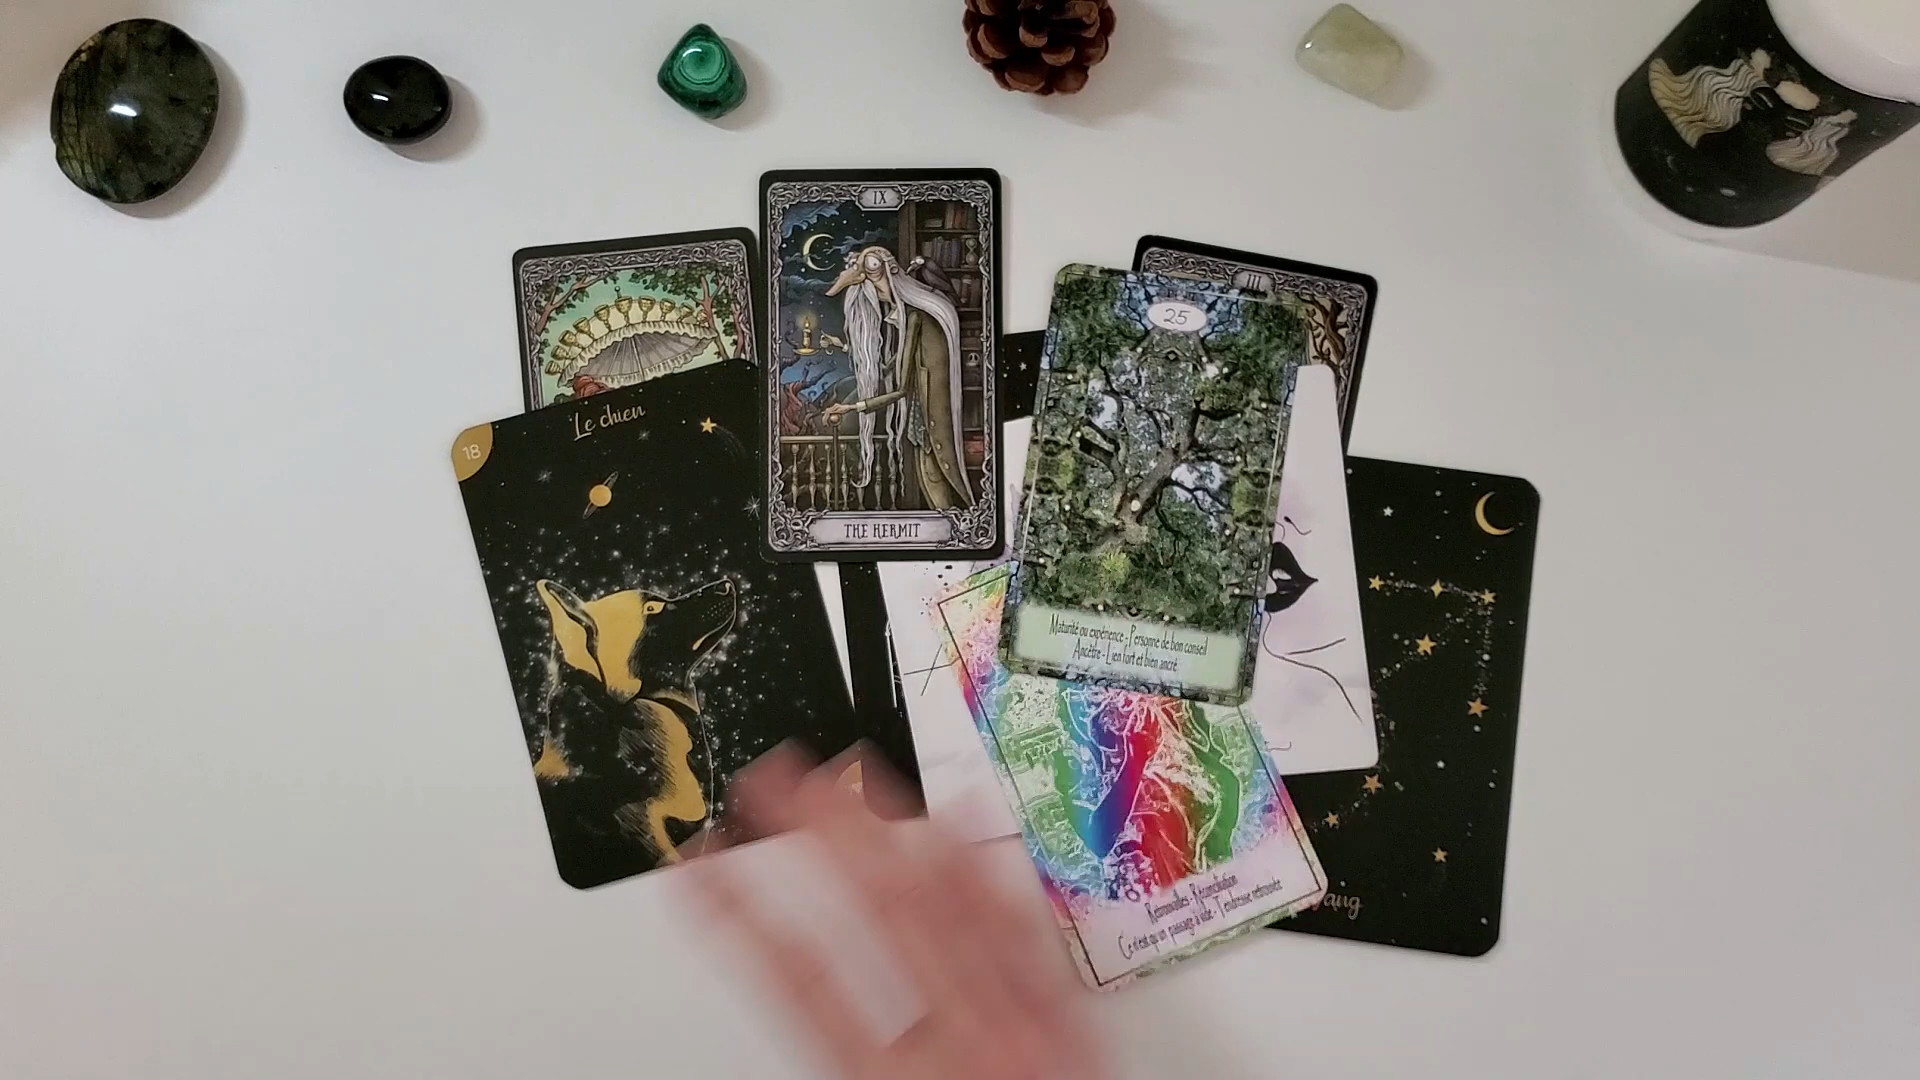 IX
THE HERMIT
III
25
Maturité ou expérience - Personne de bon conseil
Ancêtre - Lien fort et bien ancré
18
Le chien
Retrouvailles - Réconciliation
Ce n'est qu'un passage à vide - Tendresse retrouvée